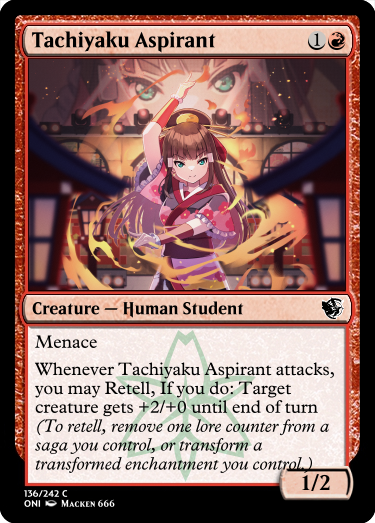 Tachiyaku Aspirant 1
Creature — Human Student
Menace
Whenever Tachiyaku Aspirant attacks,
you may Retell, If you do: Target
creature gets +2/+0 until end of turn
(To retell, remove one lore counter from a
saga you control, or transform a
transformed enchantment you control.)
1/2
136/242 C
ONI MACKEN 666